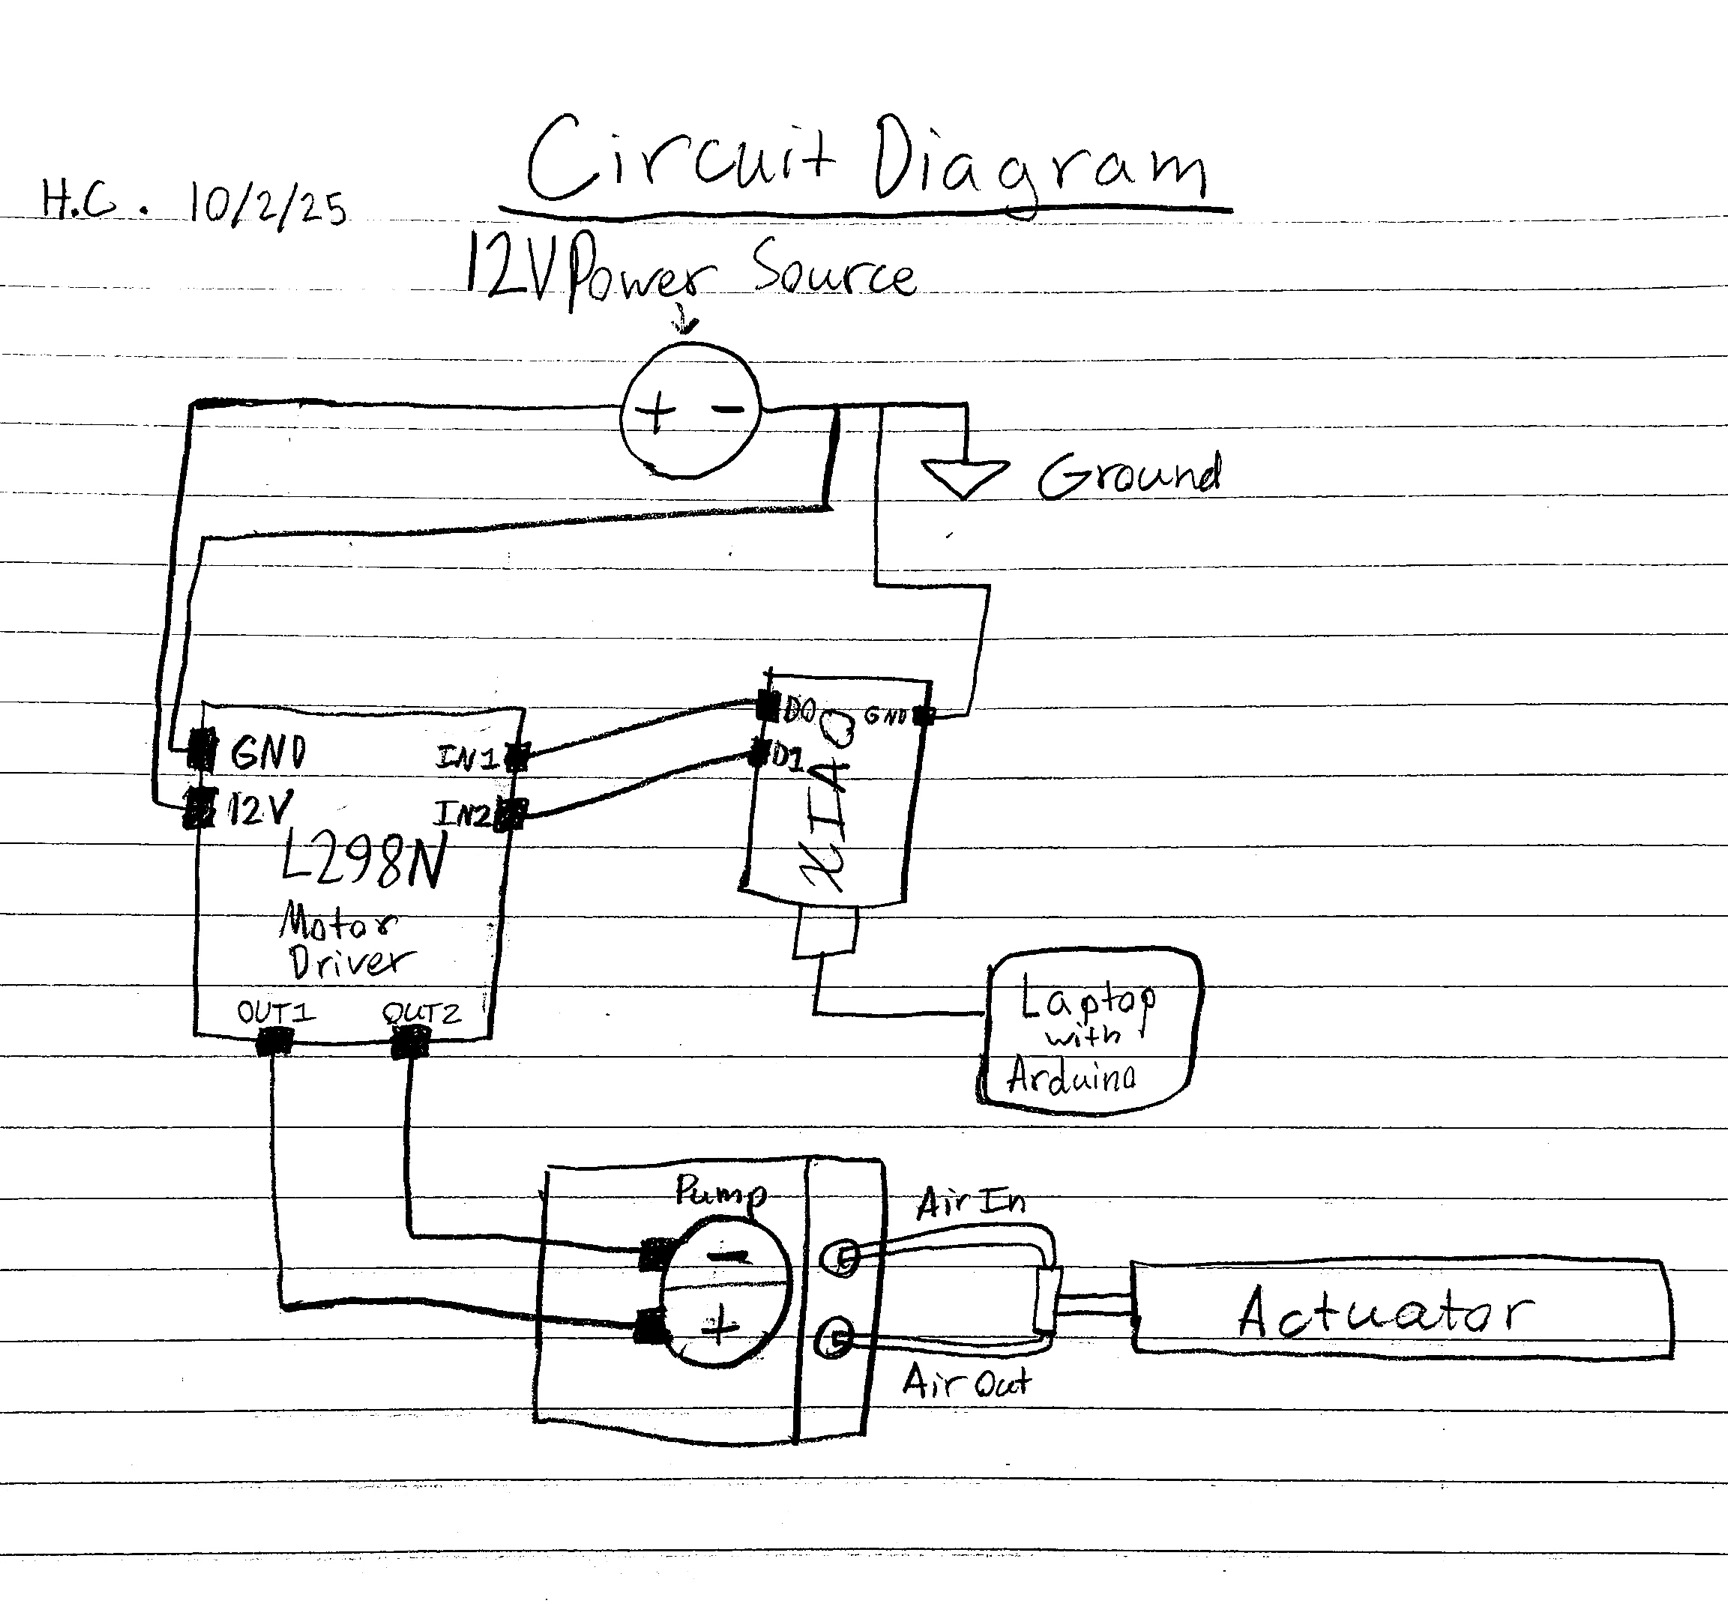 Circuit Diagram
H.C. 10/2/25
12V Power Source
+ -
Ground
GND
12V
IN1
IN2
L298N
Motor
Driver
OUT1 OUT2
D0
D1
GND
XIAO
Laptop
with
Arduino
Pump
-
+
Air In
Air Out
Actuator